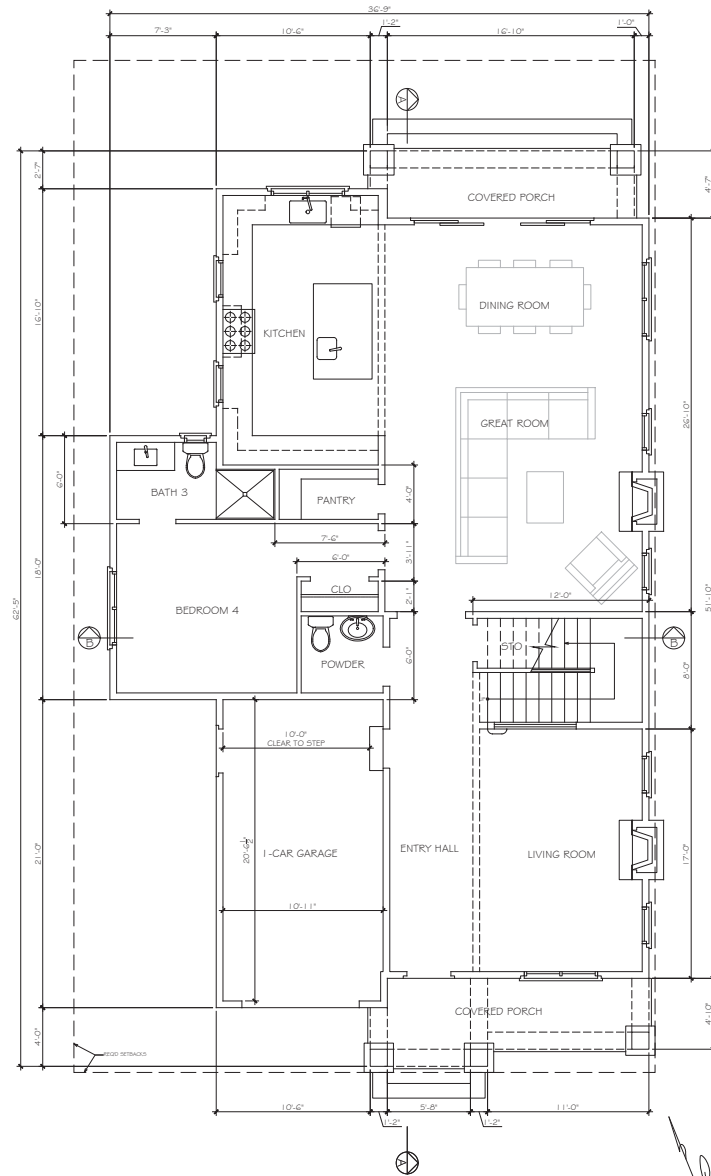 36'-9"
7'-3"
10'-6"
1'-2"
16'-10"
1'-0"
A
2'-7"
4'-7"
COVERED PORCH
16'-10"
DINING ROOM
KITCHEN
26'-10"
GREAT ROOM
6'-0"
BATH 3
PANTRY
4'-0"
7'-6"
3'-11"
6'-0"
18'-0"
CLO
12'-0"
2'-1"
62'-5"
51'-10"
BEDROOM 4
B
STO
B
POWDER
6'-0"
8'-0"
10'-0"
CLEAR TO STEP
20'-6½"
1-CAR GARAGE
ENTRY HALL
LIVING ROOM
21'-0"
17'-0"
10'-11"
COVERED PORCH
4'-0"
4'-10"
REQ'D SETBACKS
10'-6"
5'-8"
11'-0"
1'-2"
1'-2"
A